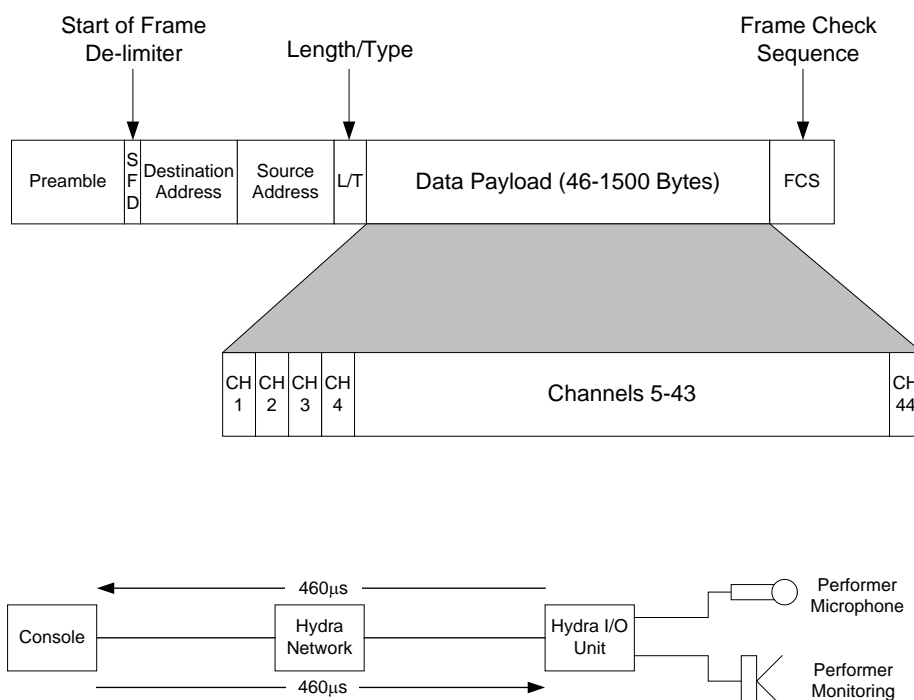 Start of Frame
De-limiter
Length/Type
Frame Check
Sequence
Preamble
S
F
D
Destination
Address
Source
Address
L/T
Data Payload (46-1500 Bytes)
FCS
CH
1
CH
2
CH
3
CH
4
Channels 5-43
CH
44
460µs
Console
Hydra
Network
Hydra I/O
Unit
Performer
Microphone
460µs
Performer
Monitoring